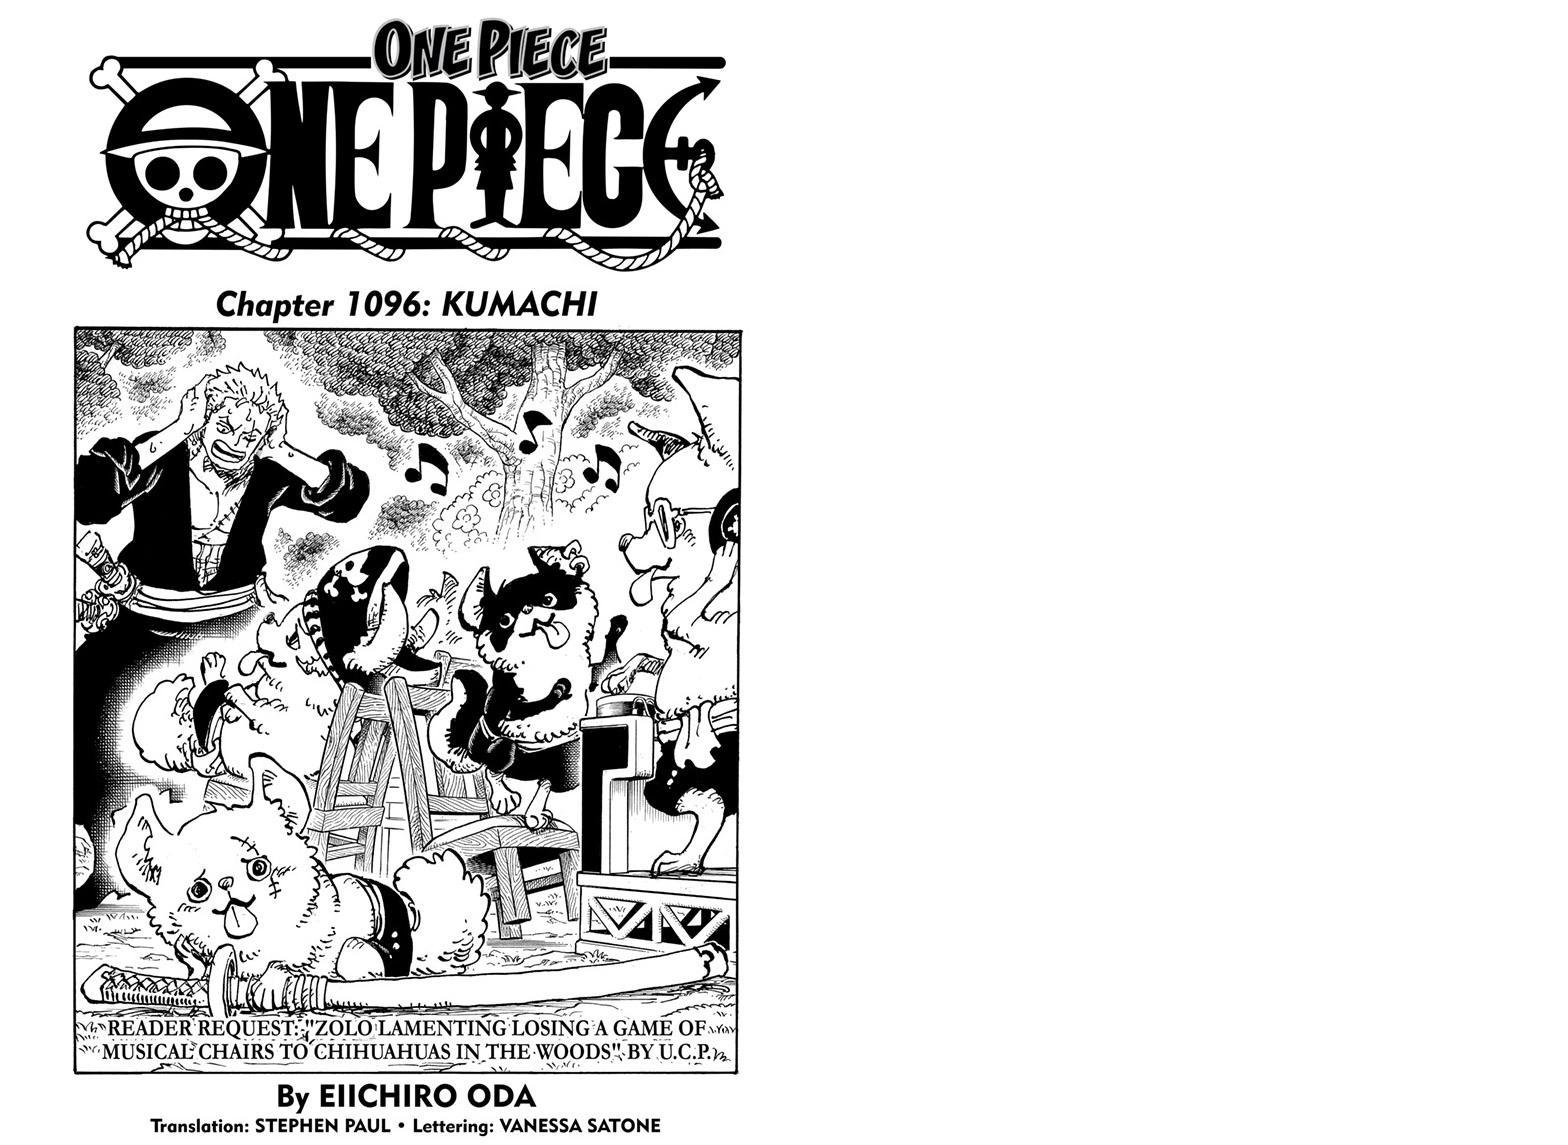 ONE PIECE
ONE PIECE
Chapter 1096: KUMACHI
READER REQUEST: "ZOLO LAMENTING LOSING A GAME OF
MUSICAL CHAIRS TO CHIHUAHUAS IN THE WOODS" BY U.C.P.
By EIICHIRO ODA
Translation: STEPHEN PAUL • Lettering: VANESSA SATONE